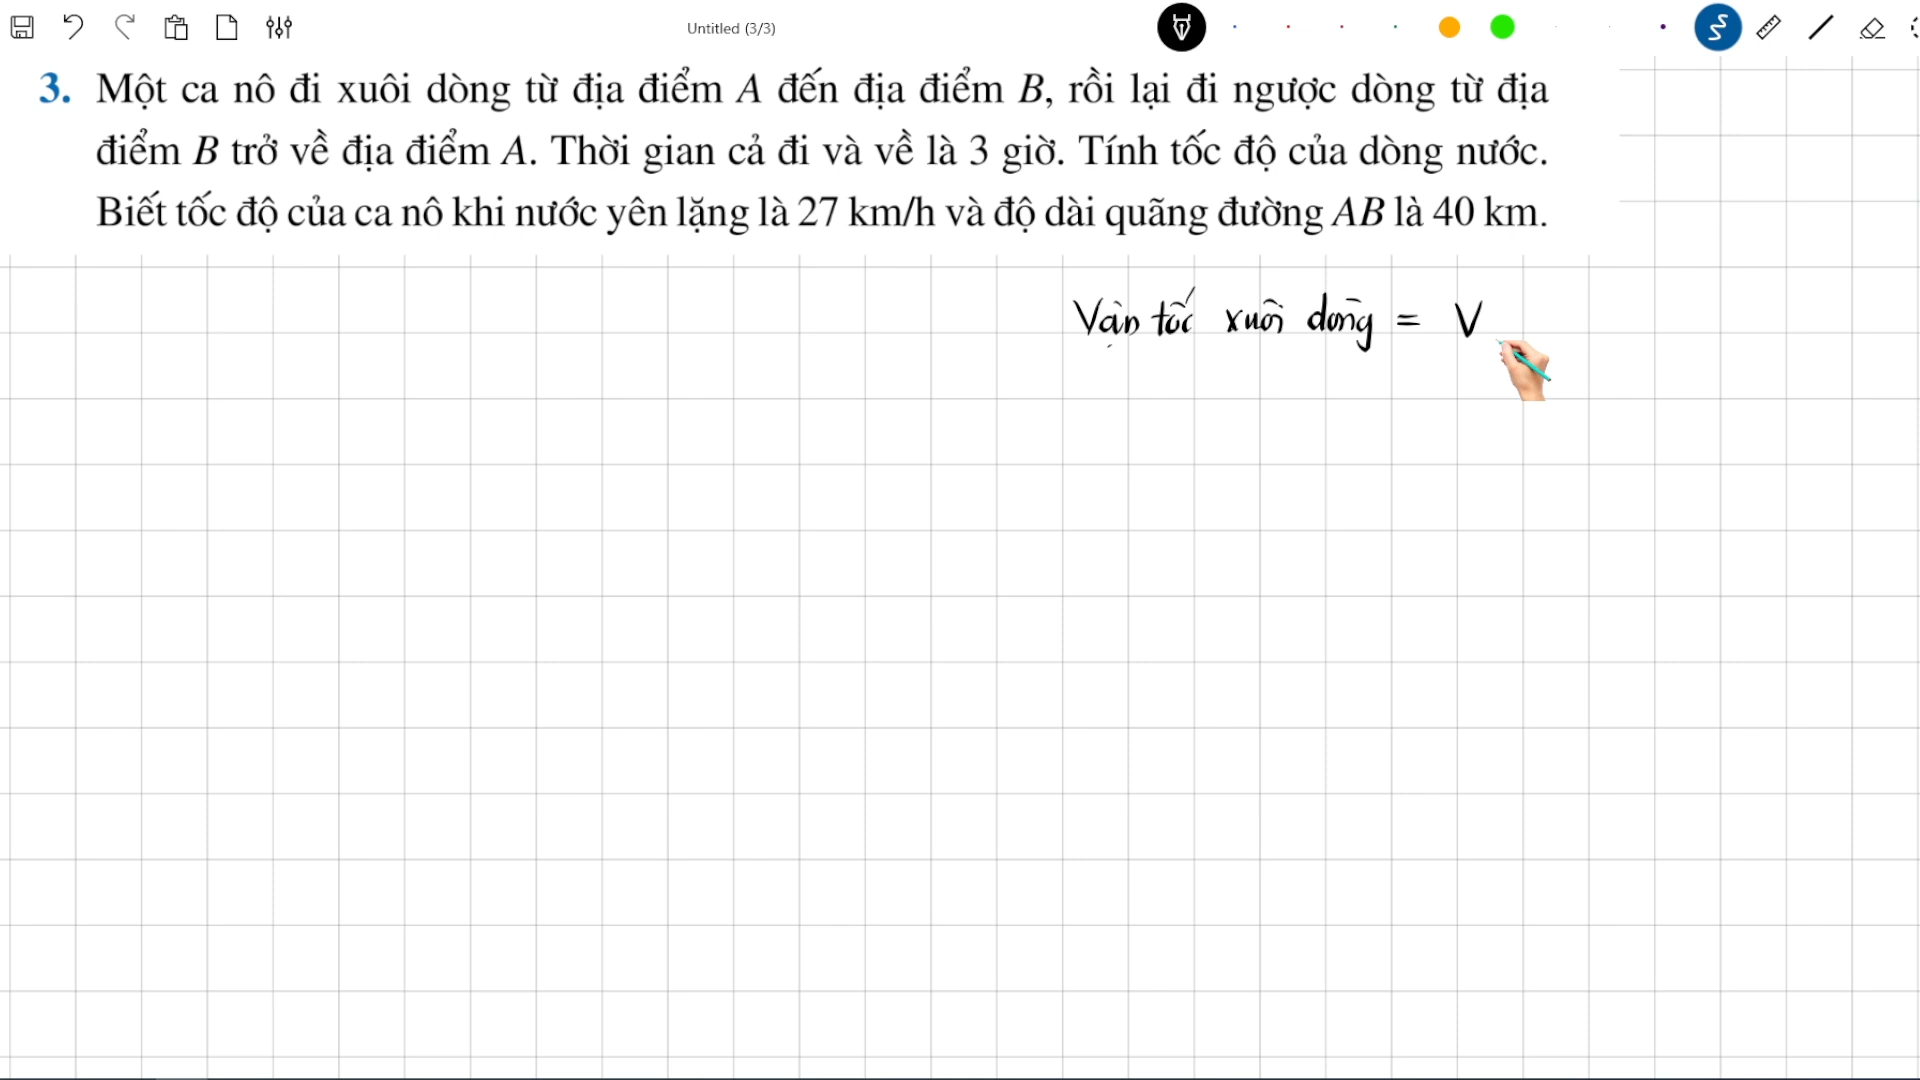 Untitled (3/3)
3. Một ca nô đi xuôi dòng từ địa điểm A đến địa điểm B, rồi lại đi ngược dòng từ địa
điểm B trở về địa điểm A. Thời gian cả đi và về là 3 giờ. Tính tốc độ của dòng nước.
Biết tốc độ của ca nô khi nước yên lặng là 27 km/h và độ dài quãng đường AB là 40 km.
Vận tốc xuôi dòng = V